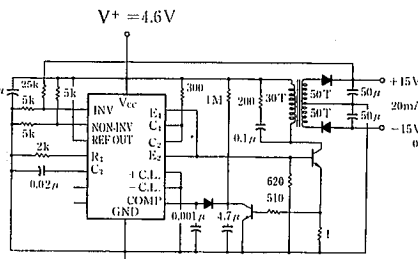 V⁺ = 4.6V
25k
5k
5k
5k
2k
0.02μ
INV
NON-INV
REF OUT
GND
Vcc
E₁
C₁
C₂
E₂
+C.L.
-C.L.
COMP
300
1M
200
0.1μ
30T
50T
50T
50μ
50μ
+15V
20mA
-15V
620
510
0.001μ
4.7μ
1